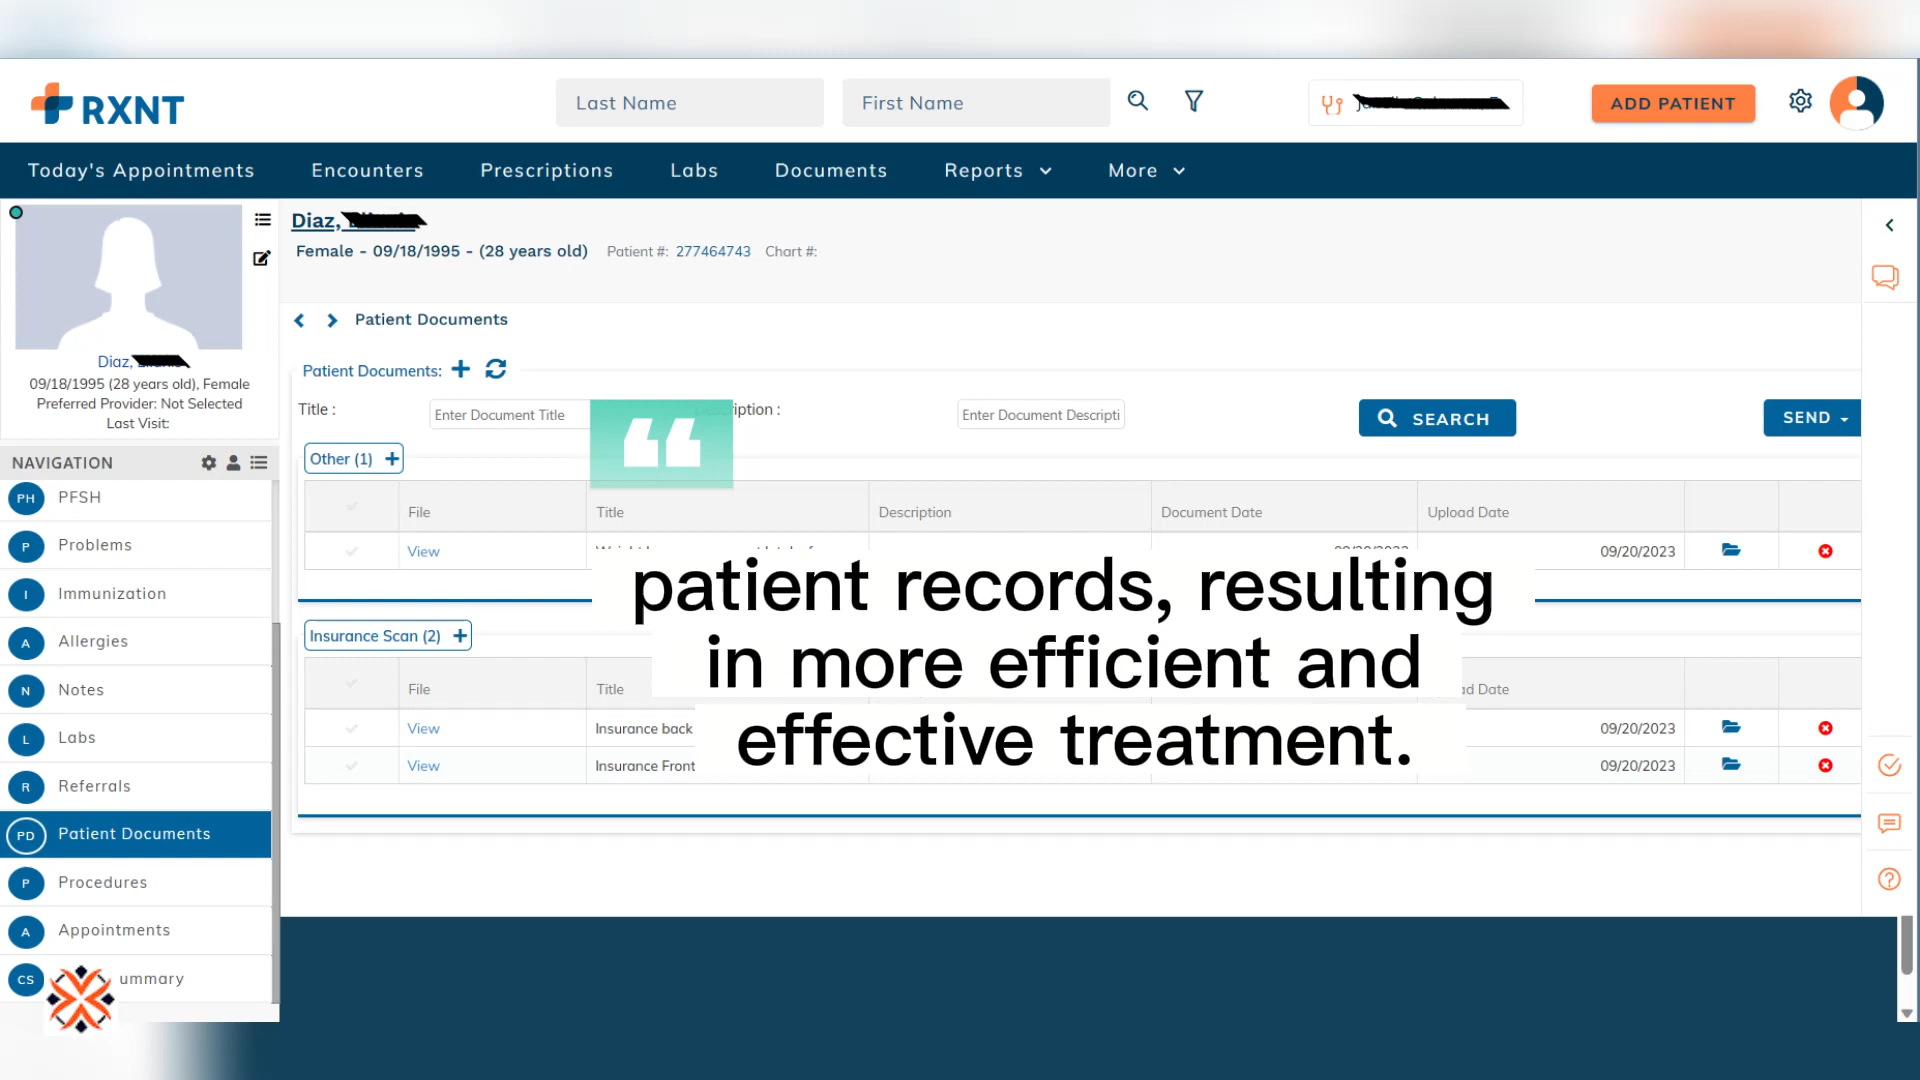 RXNT
Last Name
First Name
ADD PATIENT
Today's Appointments Encounters Prescriptions Labs Documents Reports More
Diaz,
Female - 09/18/1995 - (28 years old) Patient #: 277464743 Chart #:
Patient Documents
Diaz,
09/18/1995 (28 years old), Female
Preferred Provider: Not Selected
Last Visit:
NAVIGATION
PH PFSH
P Problems
I Immunization
A Allergies
N Notes
L Labs
R Referrals
PD Patient Documents
P Procedures
A Appointments
CS ummary
Patient Documents:
Title : Enter Document Title iption : Enter Document Descripti SEARCH SEND
Other (1)
File Title Description Document Date Upload Date
View 09/20/2023
Insurance Scan (2)
File Title ad Date
View Insurance back 09/20/2023
View Insurance Front 09/20/2023
patient records, resulting
in more efficient and
effective treatment.